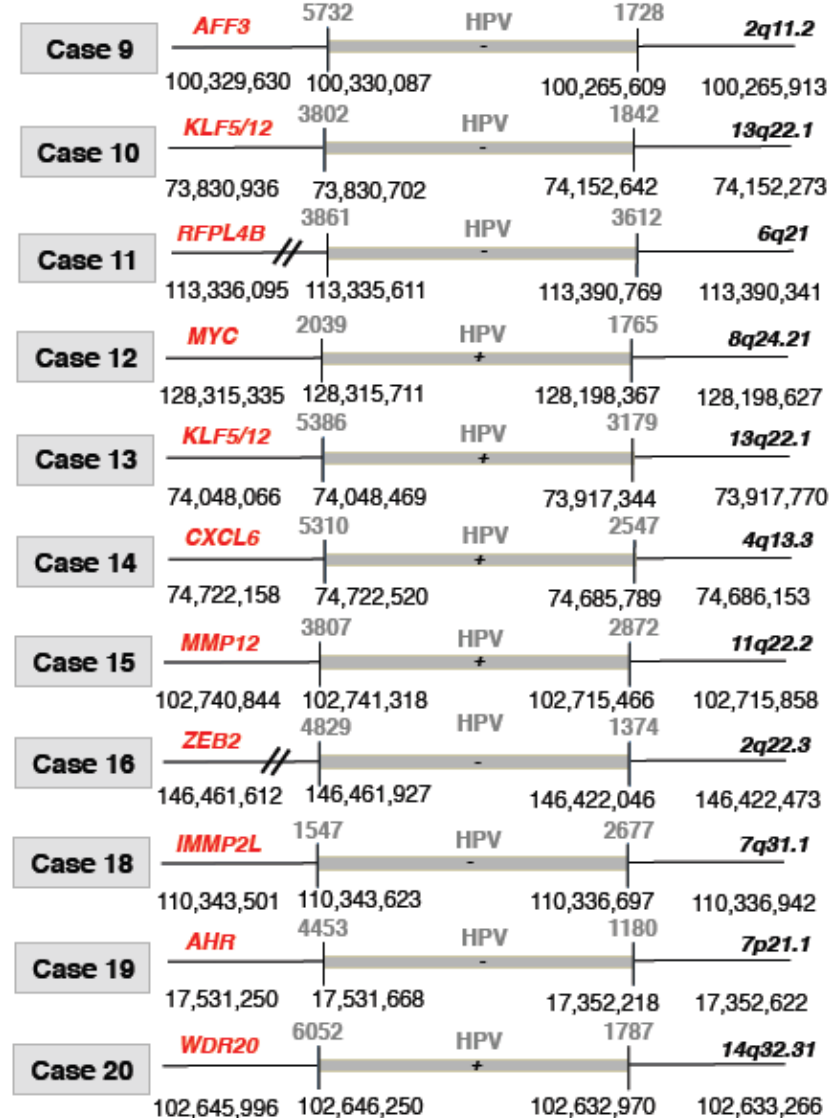 5732 HPV 1728
Case 9 AFF3 - 2q11.2
100,329,630 100,330,087 100,265,609 100,265,913
3802 HPV 1842
Case 10 KLF5/12 - 13q22.1
73,830,936 73,830,702 74,152,642 74,152,273
3861 HPV 3612
Case 11 RFPL4B // - 6q21
113,336,095 113,335,611 113,390,769 113,390,341
2039 HPV 1765
Case 12 MYC + 8q24.21
128,315,335 128,315,711 128,198,367 128,198,627
5386 HPV 3179
Case 13 KLF5/12 + 13q22.1
74,048,066 74,048,469 73,917,344 73,917,770
5310 HPV 2547
Case 14 CXCL6 + 4q13.3
74,722,158 74,722,520 74,685,789 74,686,153
3807 HPV 2872
Case 15 MMP12 + 11q22.2
102,740,844 102,741,318 102,715,466 102,715,858
4829 HPV 1374
Case 16 ZEB2 // - 2q22.3
146,461,612 146,461,927 146,422,046 146,422,473
1547 HPV 2677
Case 18 IMMP2L - 7q31.1
110,343,501 110,343,623 110,336,697 110,336,942
4453 HPV 1180
Case 19 AHR - 7p21.1
17,531,250 17,531,668 17,352,218 17,352,622
6052 HPV 1787
Case 20 WDR20 + 14q32.31
102,645,996 102,646,250 102,632,970 102,633,266